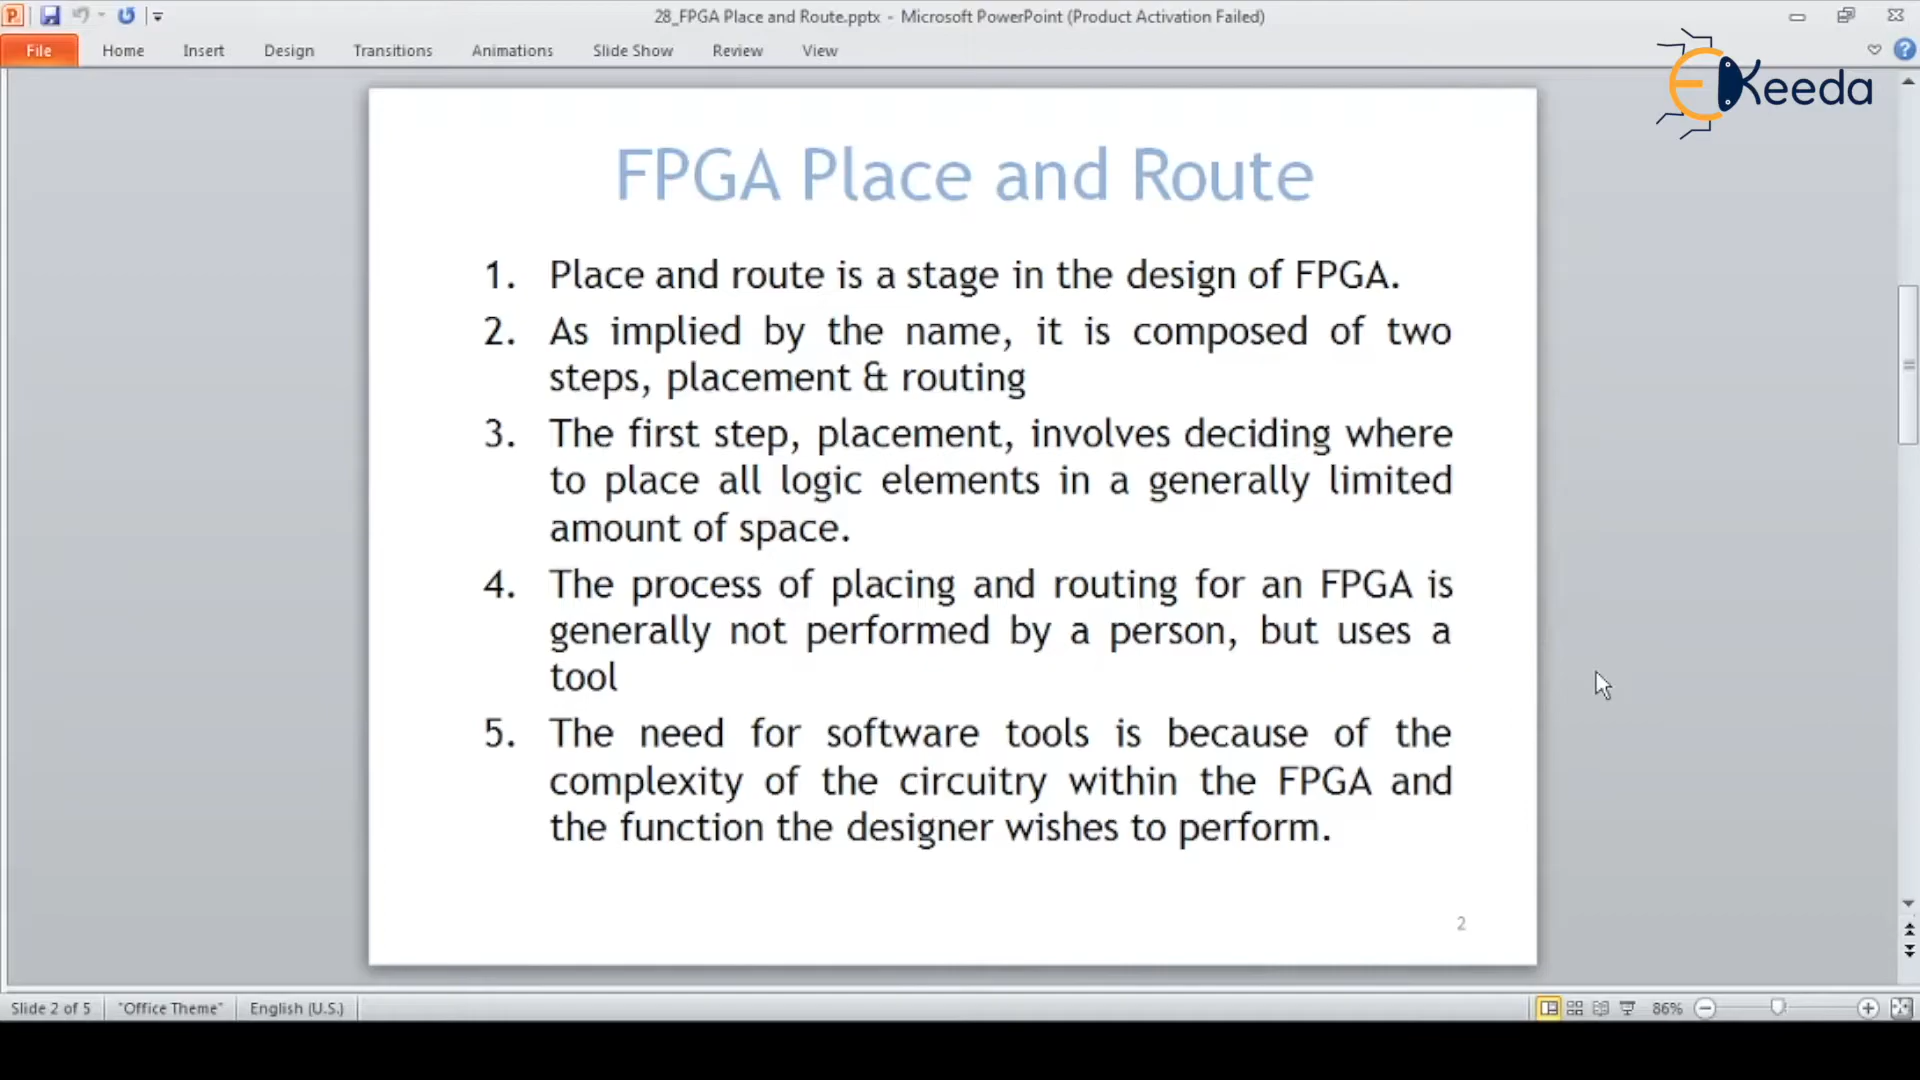 28_FPGA Place and Route.pptx - Microsoft PowerPoint (Product Activation Failed)
File Home Insert Design Transitions Animations Slide Show Review View
EKeeda
FPGA Place and Route
1. Place and route is a stage in the design of FPGA.
2. As implied by the name, it is composed of two
steps, placement & routing
3. The first step, placement, involves deciding where
to place all logic elements in a generally limited
amount of space.
4. The process of placing and routing for an FPGA is
generally not performed by a person, but uses a
tool
5. The need for software tools is because of the
complexity of the circuitry within the FPGA and
the function the designer wishes to perform.
2
Slide 2 of 5 "Office Theme" English (U.S.) 86%